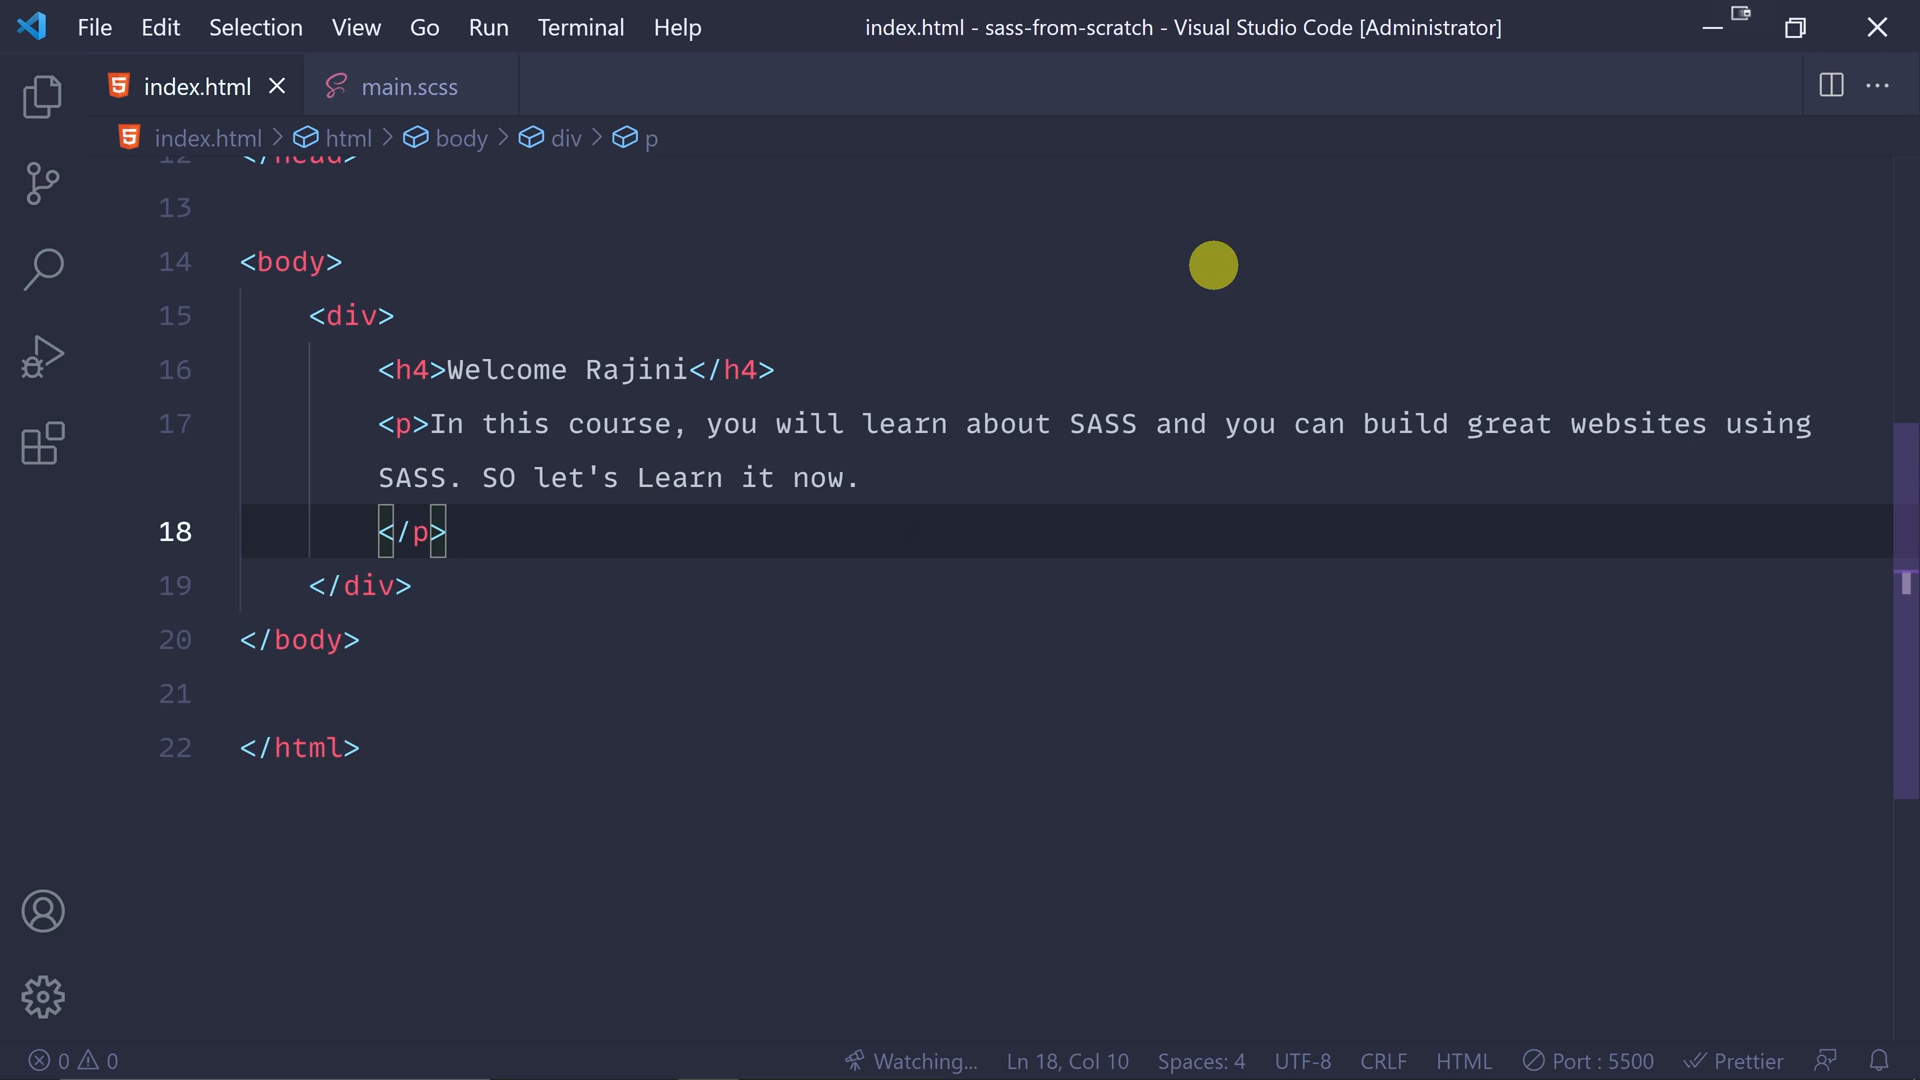 File Edit Selection View Go Run Terminal Help index.html - sass-from-scratch - Visual Studio Code [Administrator]
index.html main.scss
index.html > html > body > div > p
12 </head>
13
14 <body>
15 <div>
16 <h4>Welcome Rajini</h4>
17 <p>In this course, you will learn about SASS and you can build great websites using
SASS. SO let's Learn it now.
18 </p>
19 </div>
20 </body>
21
22 </html>
0 0 Watching... Ln 18, Col 10 Spaces: 4 UTF-8 CRLF HTML Port : 5500 Prettier